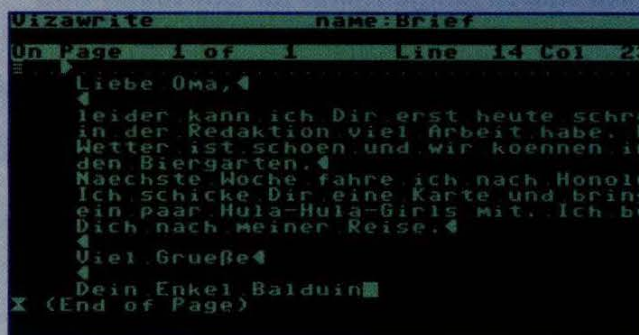 Vizawrite name:Brief
On Page 1 of 1 Line 14 Col
Liebe Oma,
leider kann ich Dir erst heute
in der Redaktion viel Arbeit habe.
Wetter ist schoen und wir koennen
den Biergarten.
Naechste Woche fahre ich nach
Ich schicke Dir eine Karte und
ein paar Hula-Hula-Girls mit. Ich
Dich nach meiner Reise.
Viel Grueße
Dein Enkel Balduin
(End of Page)